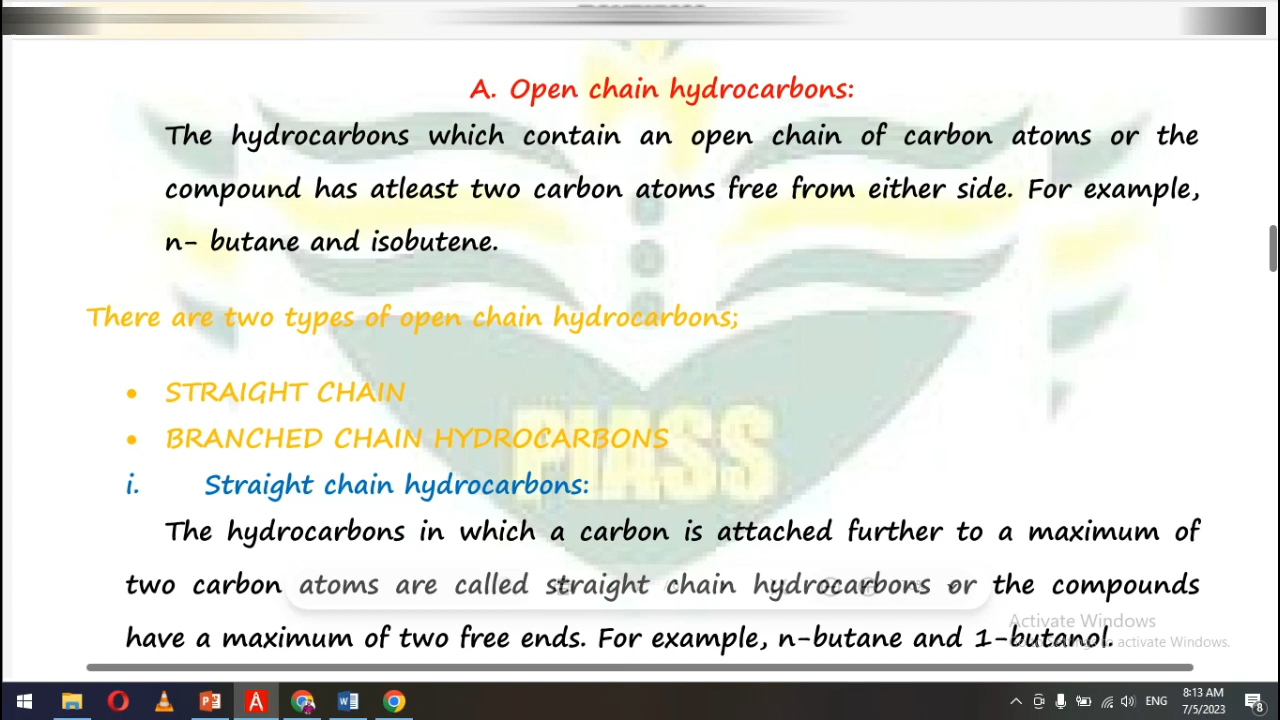 A. Open chain hydrocarbons:
The hydrocarbons which contain an open chain of carbon atoms or the
compound has atleast two carbon atoms free from either side. For example,
n- butane and isobutene.
There are two types of open chain hydrocarbons;
• STRAIGHT CHAIN
• BRANCHED CHAIN HYDROCARBONS
PIASS
i. Straight chain hydrocarbons:
The hydrocarbons in which a carbon is attached further to a maximum of
two carbon atoms are called straight chain hydrocarbons or the compounds
have a maximum of two free ends. For example, n-butane and 1-butanol.
Activate Windows
activate Windows.
ENG
8:13 AM
7/5/2023
8